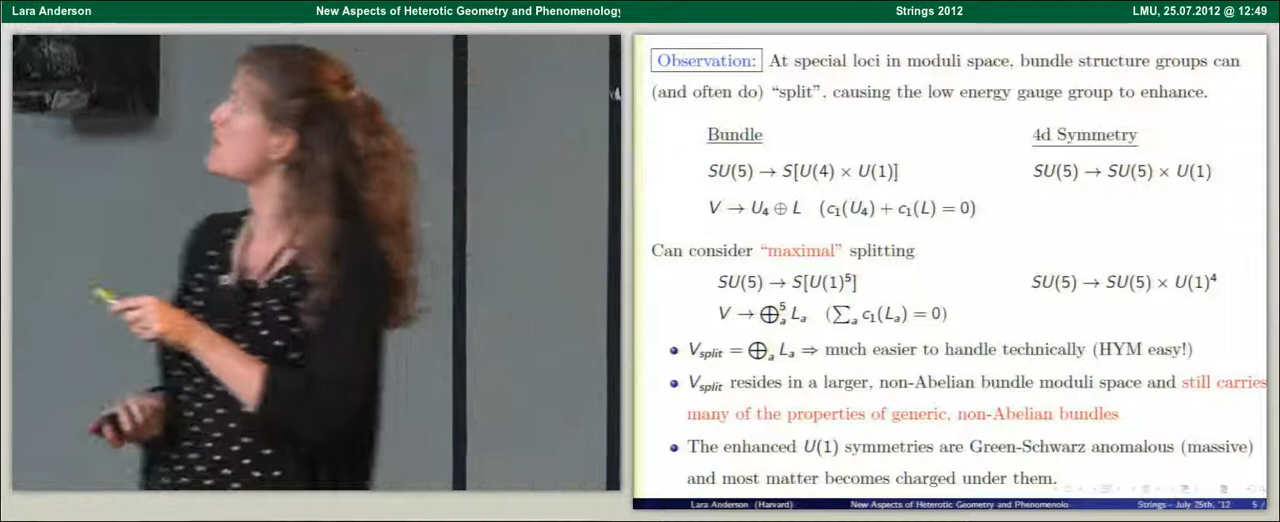 Lara Anderson New Aspects of Heterotic Geometry and Phenomenology Strings 2012 LMU, 25.07.2012 @ 12:49
Observation: At special loci in moduli space, bundle structure groups can
(and often do) “split”, causing the low energy gauge group to enhance.
Bundle 4d Symmetry
SU(5) → S[U(4) × U(1)] SU(5) → SU(5) × U(1)
V → U₄ ⊕ L (c₁(U₄) + c₁(L) = 0)
Can consider “maximal” splitting
SU(5) → S[U(1)⁵] SU(5) → SU(5) × U(1)⁴
V → ⊕⁵ₐ Lₐ (∑ₐ c₁(Lₐ) = 0)
• V_split = ⊕ₐ Lₐ ⇒ much easier to handle technically (HYM easy!)
• V_split resides in a larger, non-Abelian bundle moduli space and still carries
many of the properties of generic, non-Abelian bundles
• The enhanced U(1) symmetries are Green-Schwarz anomalous (massive)
and most matter becomes charged under them.
Lara Anderson (Harvard) New Aspects of Heterotic Geometry and Phenomenolo Strings - July 25th, '12 5 /